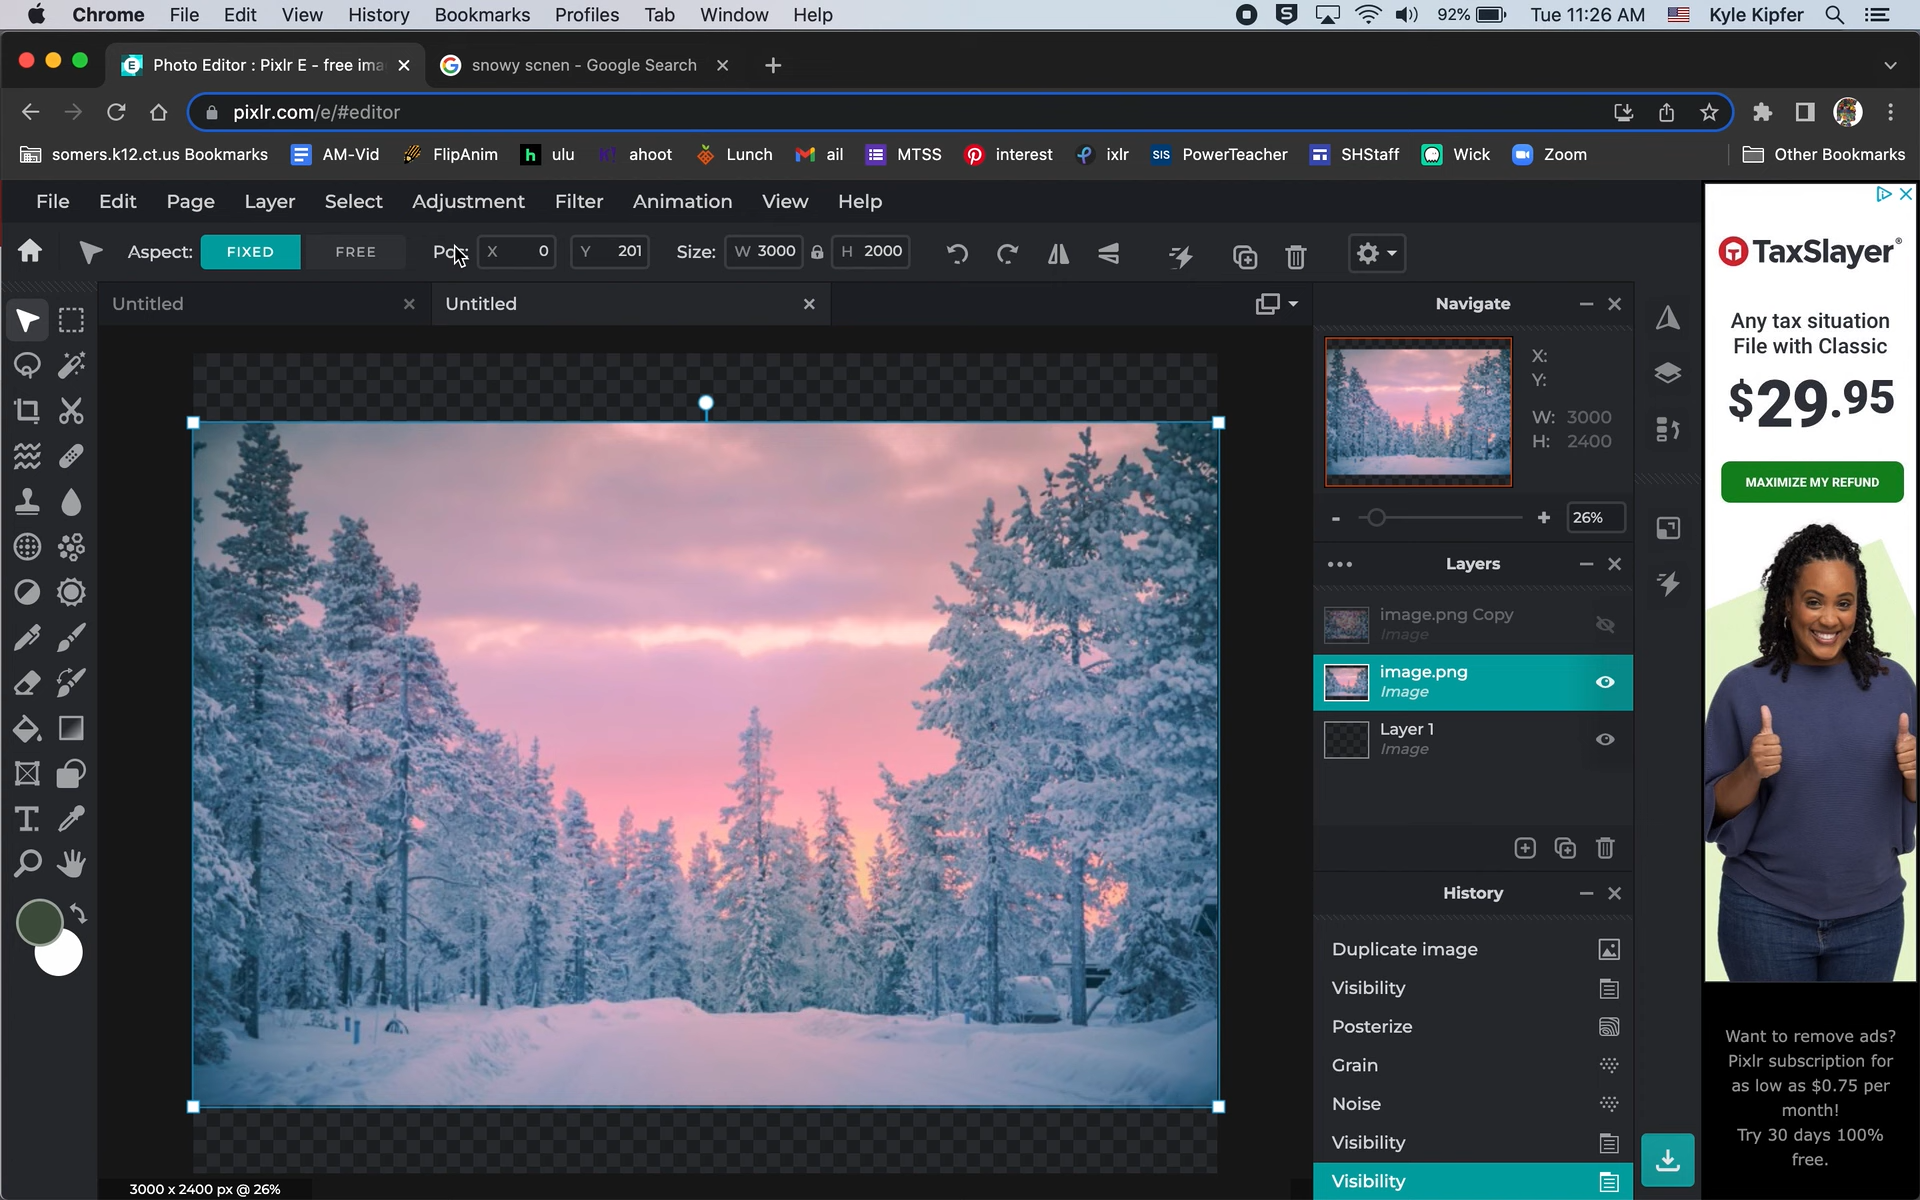 Chrome File Edit View History Bookmarks Profiles Tab Window Help 92% Tue 11:26 AM Kyle Kipfer
Photo Editor : Pixlr E - free ima snowy scnen - Google Search
pixlr.com/e/#editor
somers.k12.ct.us Bookmarks AM-Vid FlipAnim h ulu K! ahoot Lunch ail MTSS interest ixlr SIS PowerTeacher SHStaff Wick Zoom Other Bookmarks
File Edit Page Layer Select Adjustment Filter Animation View Help
Aspect: FIXED FREE X 0 Y 201 Size: W 3000 H 2000
Untitled Untitled
Navigate
X:
Y:
W: 3000
H: 2400
26%
Layers
image.png Copy
Image
image.png
Image
Layer 1
Image
History
Duplicate image
Visibility
Posterize
Grain
Noise
Visibility
Visibility
3000 x 2400 px @ 26%
TaxSlayer®
Any tax situation
File with Classic
$29.95
MAXIMIZE MY REFUND
Want to remove ads?
Pixlr subscription for
as low as $0.75 per
month!
Try 30 days 100%
free.